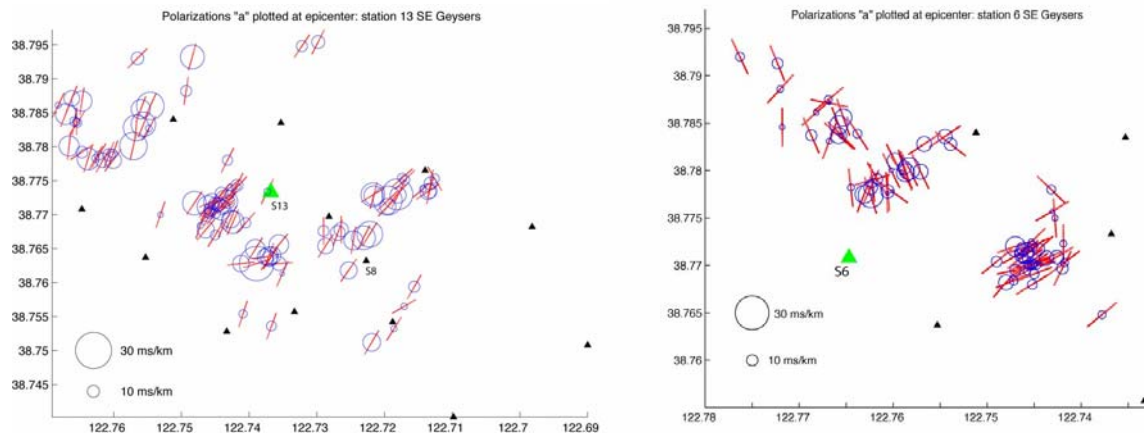 Polarizations "a" plotted at epicenter: station 13 SE Geysers
38.795
38.79
38.785
38.78
38.775
38.77
38.765
38.76
38.755
38.75
38.745
S13
S8
30 ms/km
10 ms/km
122.76 122.75 122.74 122.73 122.72 122.71 122.7 122.69
Polarizations "a" plotted at epicenter: station 6 SE Geysers
38.795
38.79
38.785
38.78
38.775
38.77
38.765
38.76
S6
30 ms/km
10 ms/km
122.78 122.77 122.76 122.75 122.74